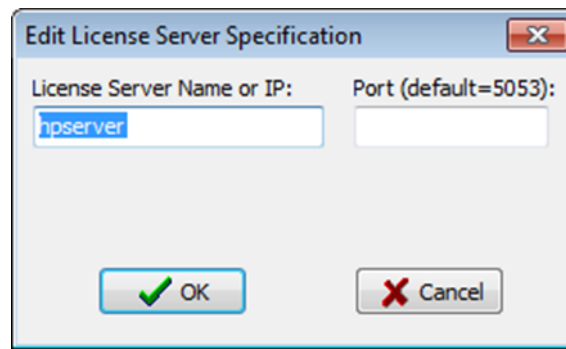 Edit License Server Specification
License Server Name or IP: Port (default=5053):
hpserver
OK Cancel